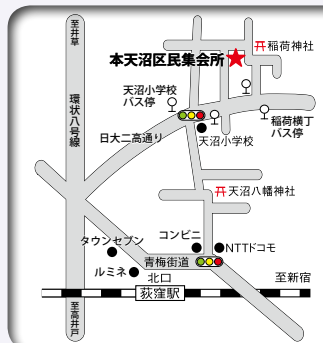 至井草
稲荷神社
本天沼区民集会所
環状八号線
天沼小学校
バス停
稲荷横丁
バス停
日大二高通り
天沼小学校
天沼八幡神社
コンビニ
タウンセブン
NTTドコモ
青梅街道
ルミネ
北口
至新宿
荻窪駅
至高井戸